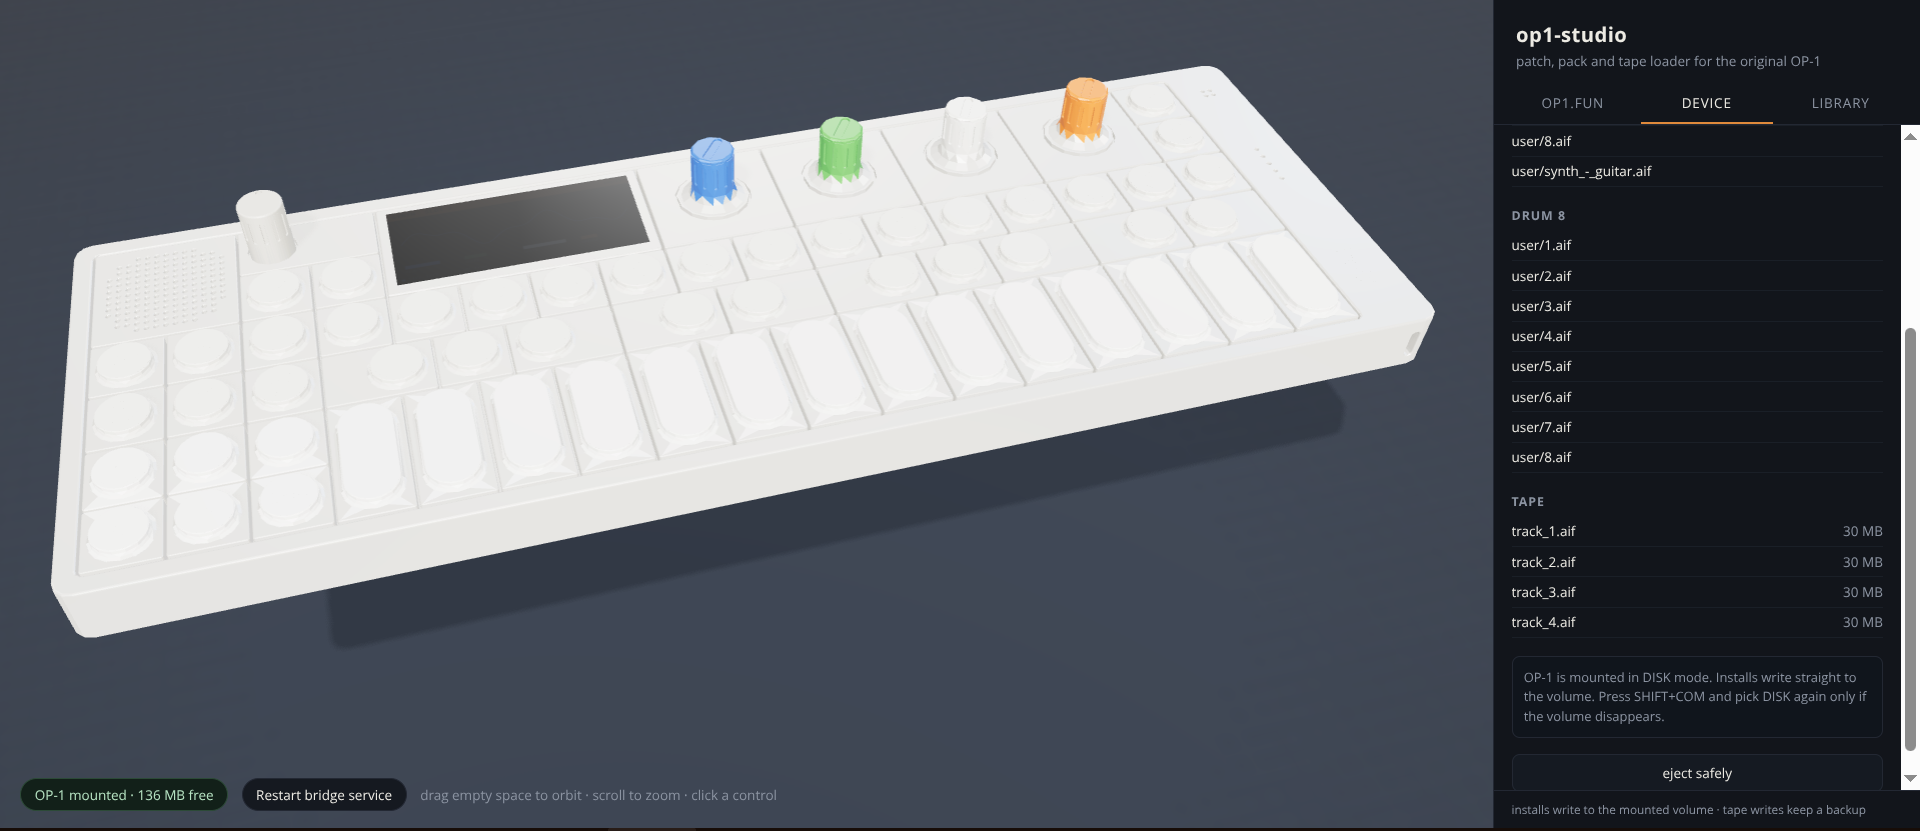 op1-studio
patch, pack and tape loader for the original OP-1
OP1.FUN
DEVICE
LIBRARY
user/8.aif
user/synth_-_guitar.aif
DRUM 8
user/1.aif
user/2.aif
user/3.aif
user/4.aif
user/5.aif
user/6.aif
user/7.aif
user/8.aif
TAPE
track_1.aif 30 MB
track_2.aif 30 MB
track_3.aif 30 MB
track_4.aif 30 MB
OP-1 is mounted in DISK mode. Installs write straight to
the volume. Press SHIFT+COM and pick DISK again only if
the volume disappears.
eject safely
installs write to the mounted volume · tape writes keep a backup
OP-1 mounted · 136 MB free
Restart bridge service
drag empty space to orbit · scroll to zoom · click a control